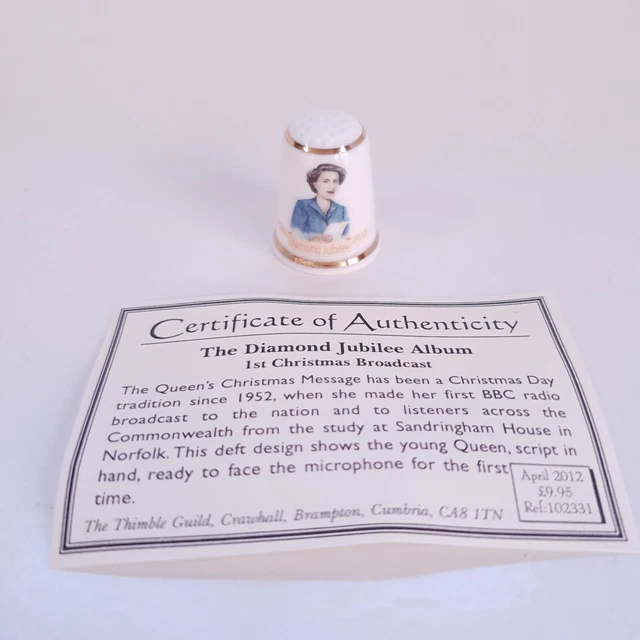 Diamond Jubilee
Certificate of Authenticity
The Diamond Jubilee Album
1st Christmas Broadcast
The Queen's Christmas Message has been a Christmas Day
tradition since 1952, when she made her first BBC radio
broadcast to the nation and to listeners across the
Commonwealth from the study at Sandringham House in
Norfolk. This deft design shows the young Queen, script in
hand, ready to face the microphone for the first
time.
April 2012
£9.95
Ref:102331
The Thimble Guild, Crawhall, Brampton, Cumbria, CA8 1TN